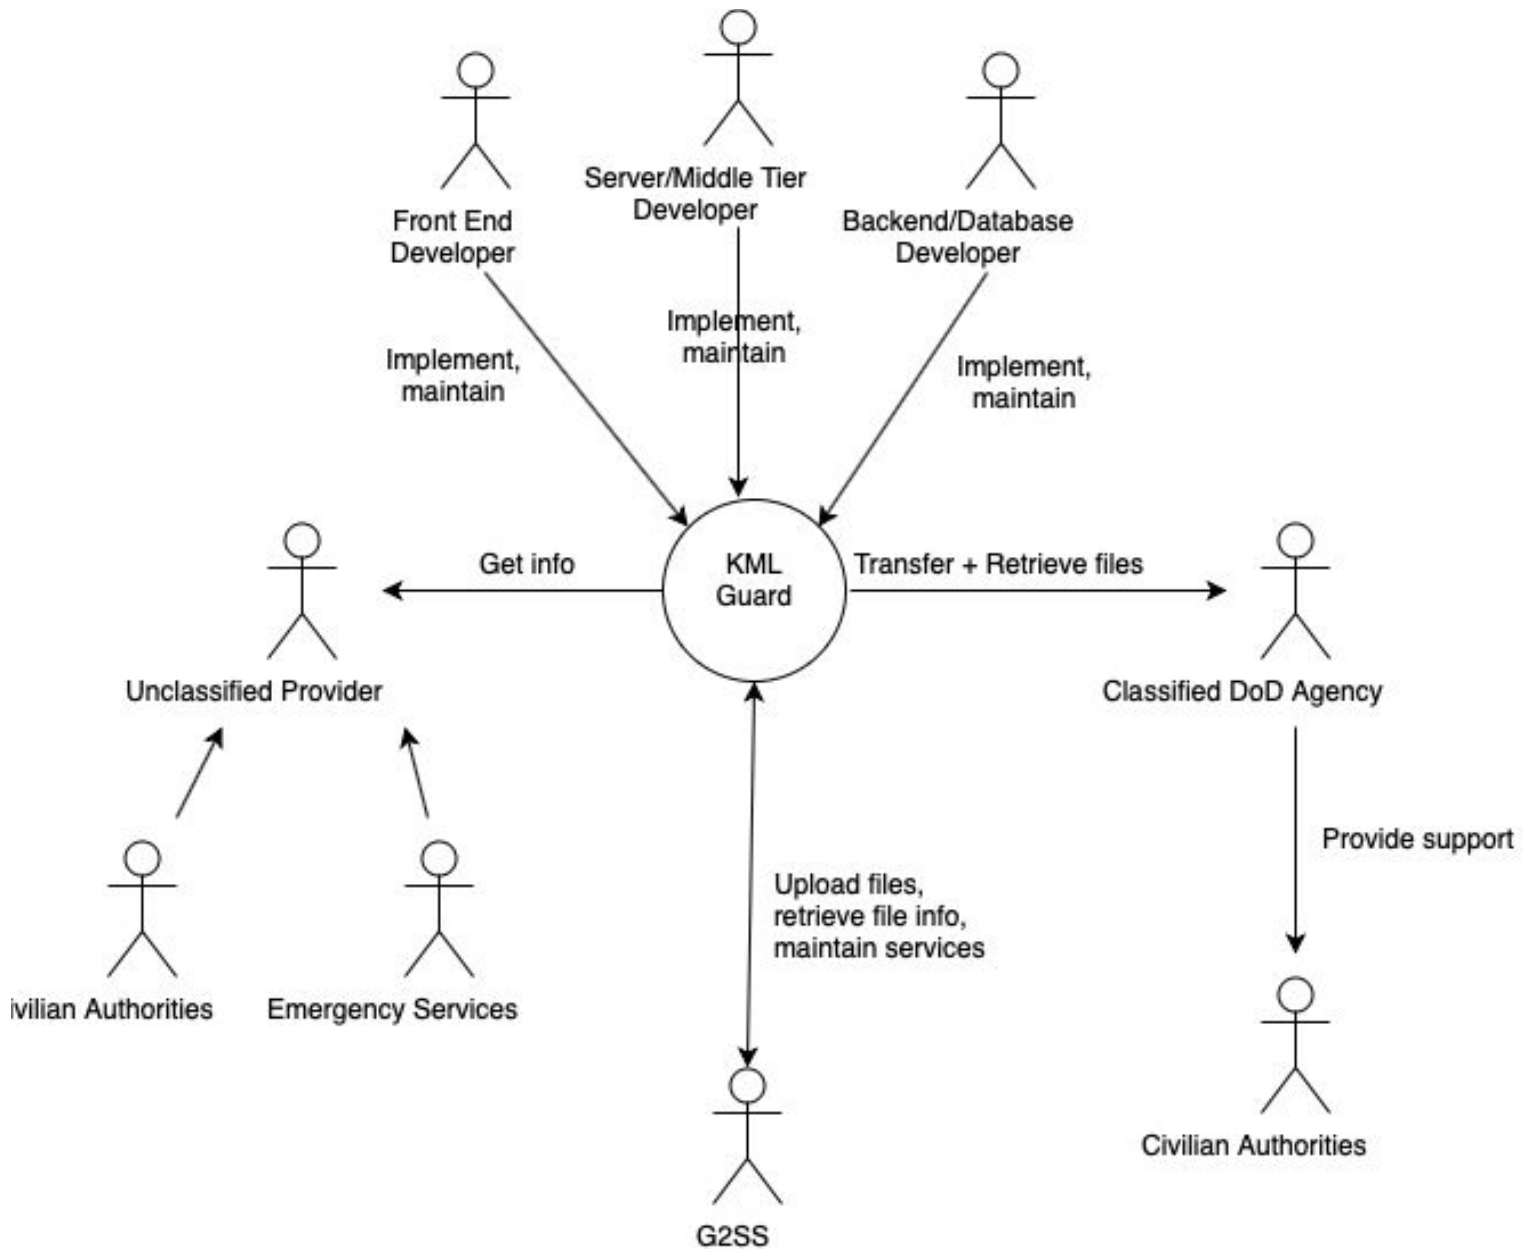 Server/Middle Tier
Developer
Front End
Developer
Backend/Database
Developer
Implement,
maintain
Implement,
maintain
Implement,
maintain
Get info
KML
Guard
Transfer + Retrieve files
Unclassified Provider
Classified DoD Agency
Provide support
Upload files,
retrieve file info,
maintain services
ivilian Authorities
Emergency Services
Civilian Authorities
G2SS